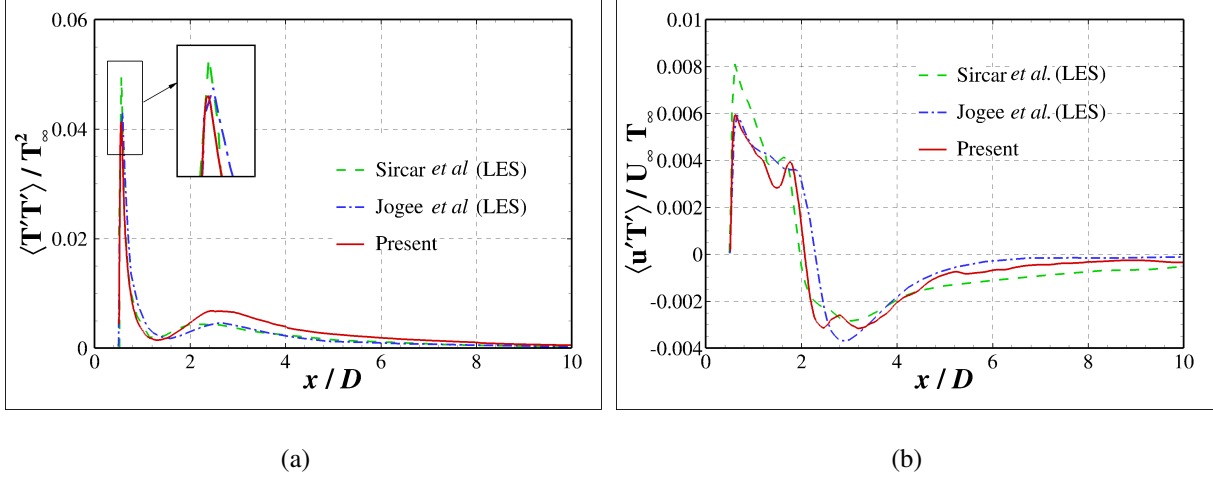 0.06
0.04
0.02
0
0 2 4 6 8 10
⟨T′T′⟩ / T∞²
x / D
Sircar et al (LES)
Jogee et al (LES)
Present
(a)
0.01
0.008
0.006
0.004
0.002
0
-0.002
-0.004
0 2 4 6 8 10
⟨u′T′⟩ / U∞T∞
x / D
Sircar et al. (LES)
Jogee et al. (LES)
Present
(b)